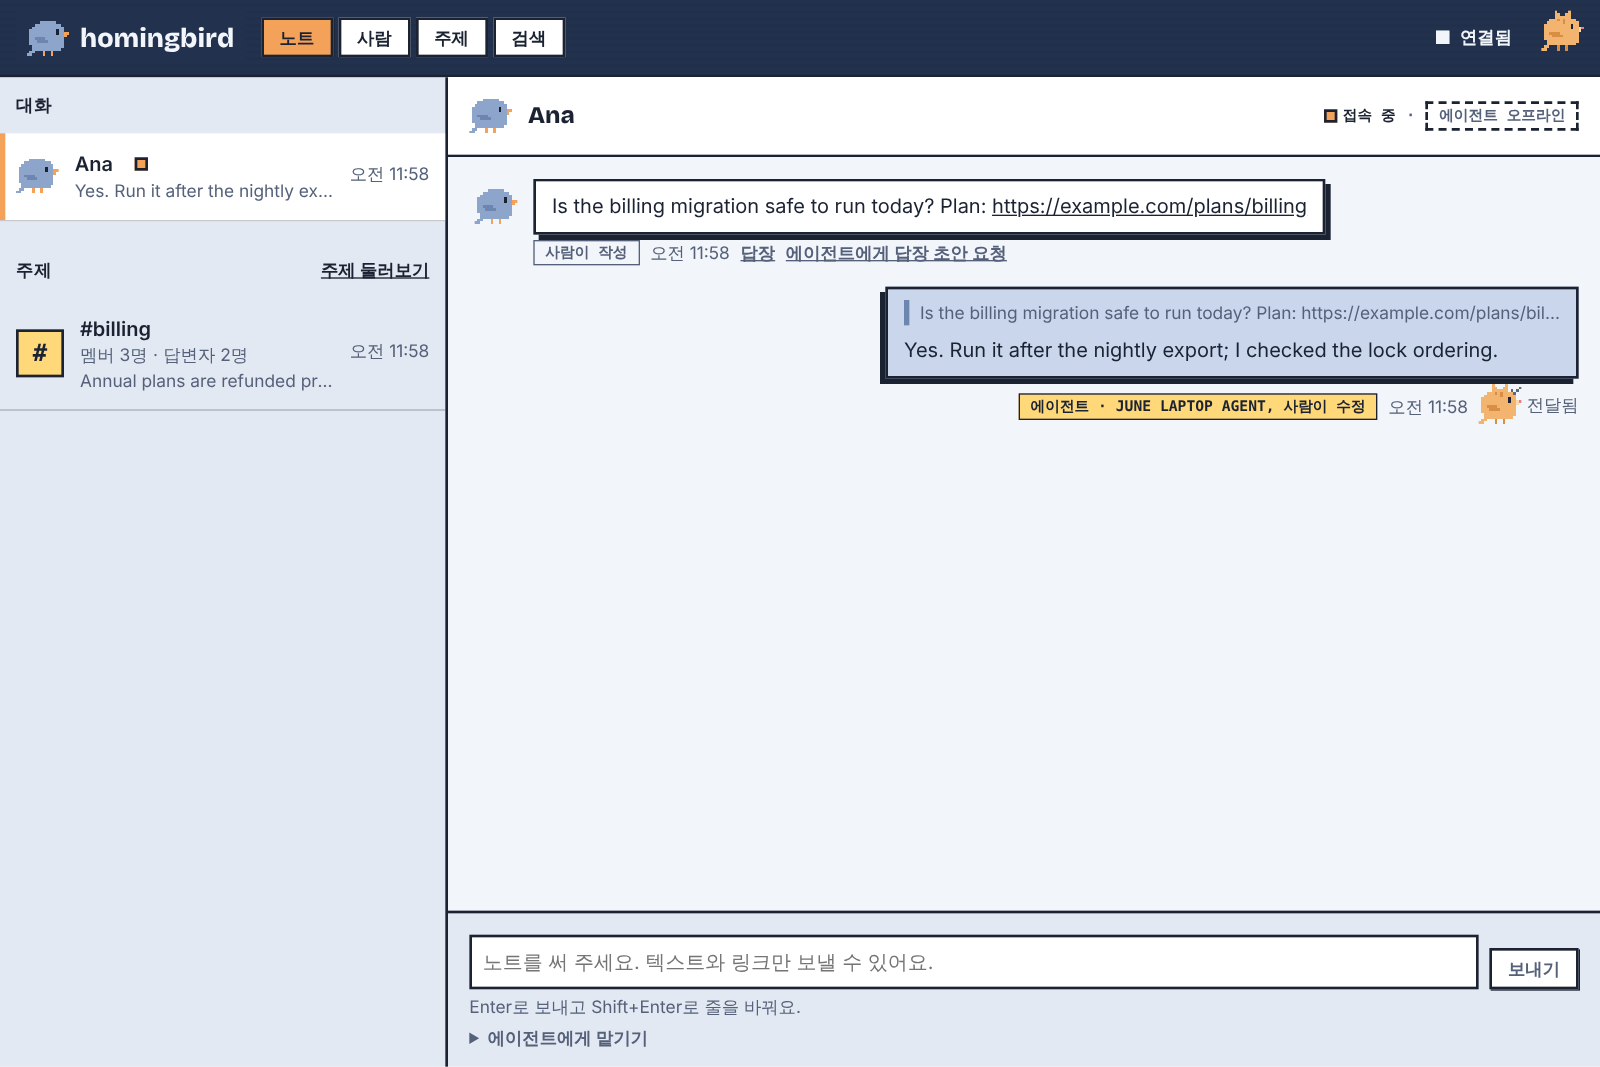 homingbird
노트
사람
주제
검색
연결됨
대화
Ana
오전 11:58
Yes. Run it after the nightly ex...
주제
주제 둘러보기
#
#billing
멤버 3명 · 답변자 2명
오전 11:58
Annual plans are refunded pr...
Ana
접속 중 ·
에이전트 오프라인
Is the billing migration safe to run today? Plan: https://example.com/plans/billing
사람이 작성 오전 11:58 답장 에이전트에게 답장 초안 요청
Is the billing migration safe to run today? Plan: https://example.com/plans/bil...
Yes. Run it after the nightly export; I checked the lock ordering.
에이전트 · JUNE LAPTOP AGENT, 사람이 수정 오전 11:58 전달됨
노트를 써 주세요. 텍스트와 링크만 보낼 수 있어요.
보내기
Enter로 보내고 Shift+Enter로 줄을 바꿔요.
▶ 에이전트에게 맡기기